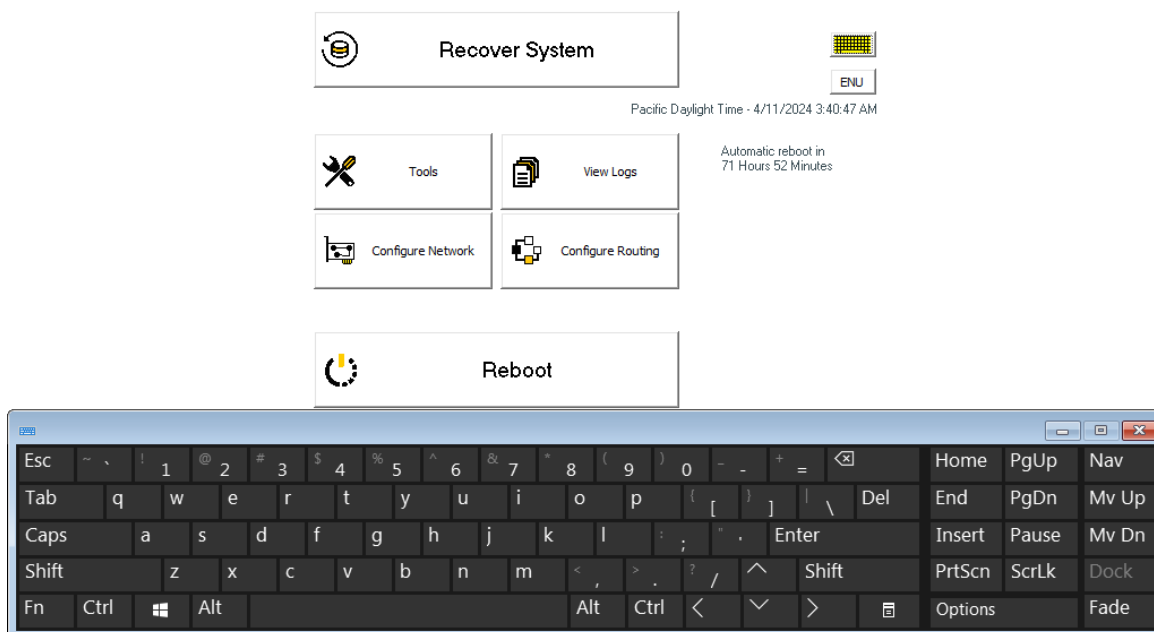 Recover System
ENU
Pacific Daylight Time - 4/11/2024 3:40:47 AM
Tools
View Logs
Automatic reboot in
71 Hours 52 Minutes
Configure Network
Configure Routing
Reboot
Esc ~ ` ! 1 @ 2 # 3 $ 4 % 5 ^ 6 & 7 * 8 ( 9 ) 0 _ - + = Home PgUp Nav
Tab q w e r t y u i o p { [ } ] | \ Del End PgDn Mv Up
Caps a s d f g h j k l : ; " ' Enter Insert Pause Mv Dn
Shift z x c v b n m < , > . ? / Shift PrtScn ScrLk Dock
Fn Ctrl Alt Alt Ctrl Options Fade